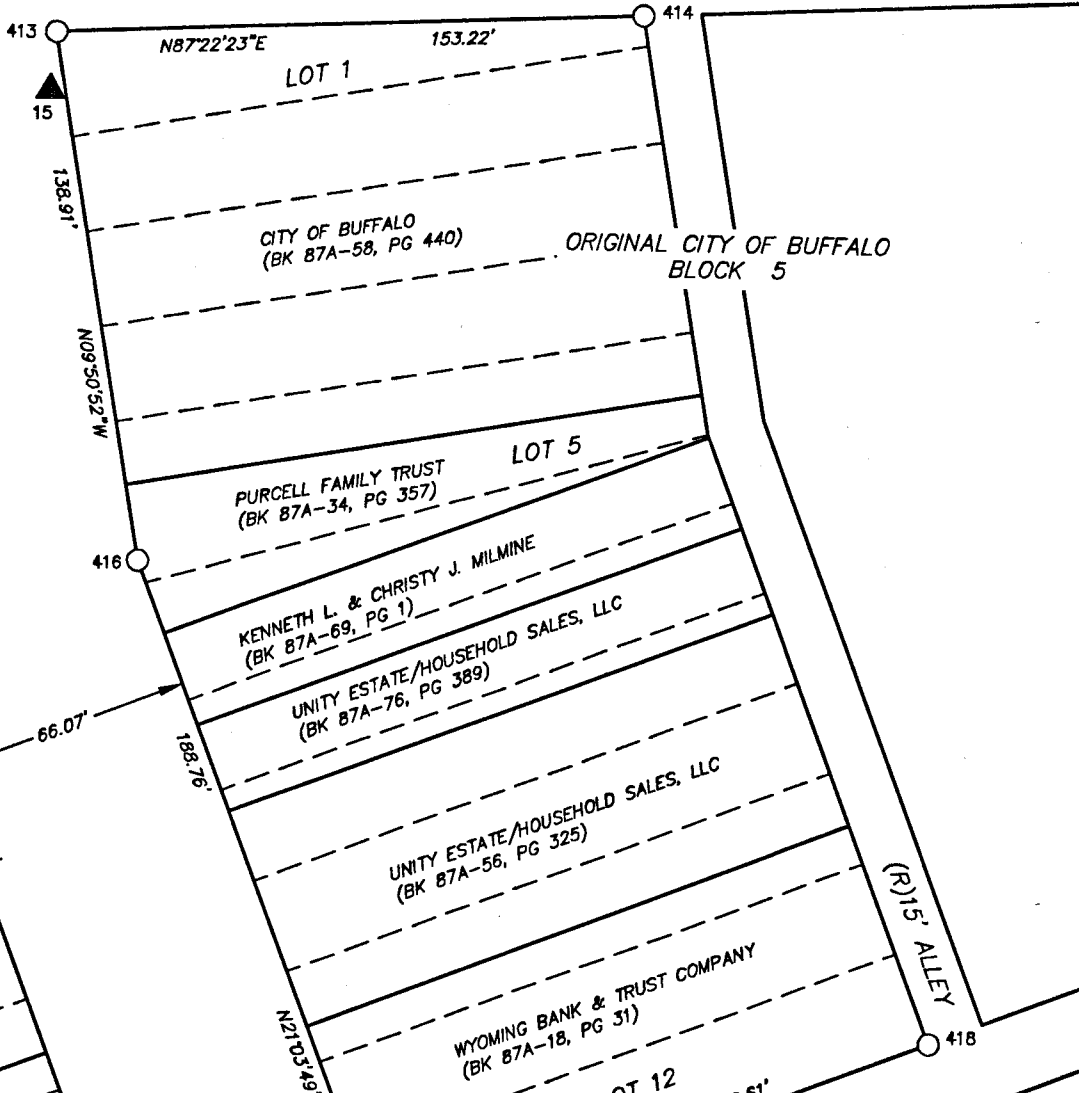 413
414
N87°22'23"E
153.22'
LOT 1
15
138.91'
CITY OF BUFFALO
(BK 87A-58, PG 440)
ORIGINAL CITY OF BUFFALO
BLOCK 5
N09°50'52"W
LOT 5
PURCELL FAMILY TRUST
(BK 87A-34, PG 357)
416
KENNETH L. & CHRISTY J. MILMINE
(BK 87A-69, PG 1)
UNITY ESTATE/HOUSEHOLD SALES, LLC
(BK 87A-76, PG 389)
66.07'
188.76'
UNITY ESTATE/HOUSEHOLD SALES, LLC
(BK 87A-56, PG 325)
(R)15' ALLEY
WYOMING BANK & TRUST COMPANY
(BK 87A-18, PG 31)
N21°03'49"
418
12